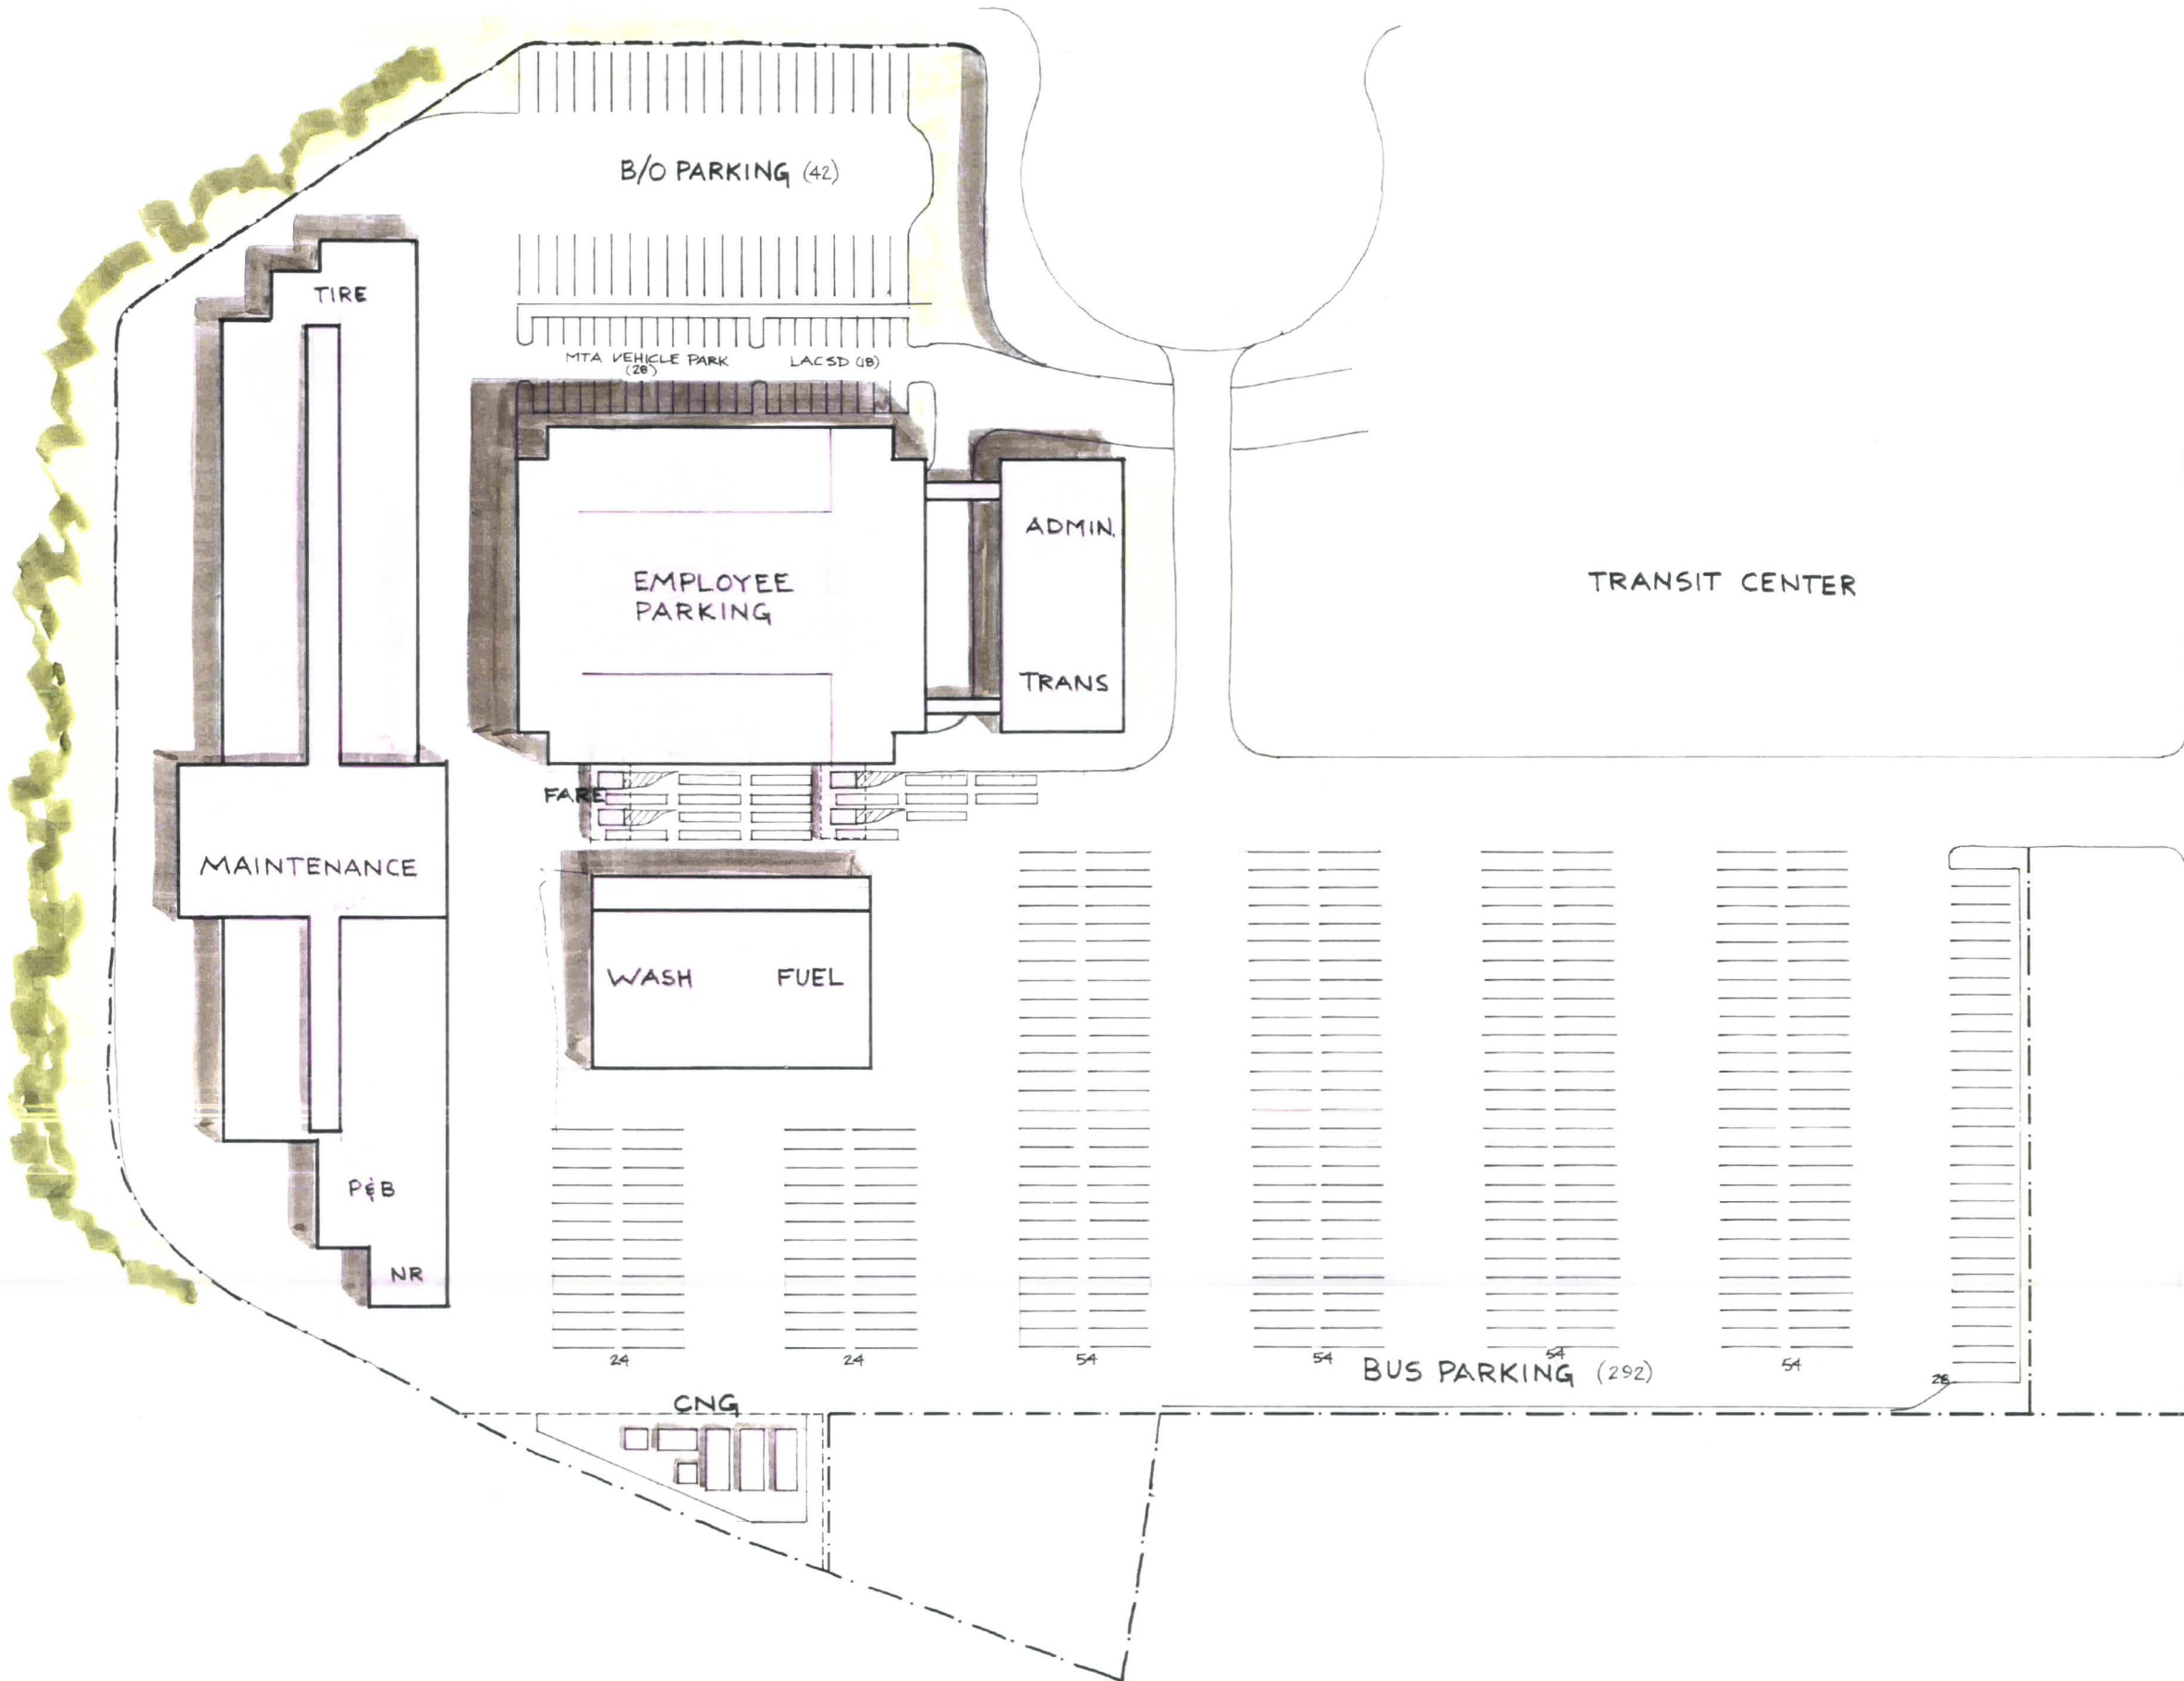 B/O PARKING (42)
TIRE
MTA VEHICLE PARK
(28)
LACSD (18)
ADMIN.
EMPLOYEE
PARKING
TRANSIT CENTER
TRANS
FARE
MAINTENANCE
WASH
FUEL
P&B
NR
24
24
54
54
54
54
28
BUS PARKING (292)
CNG